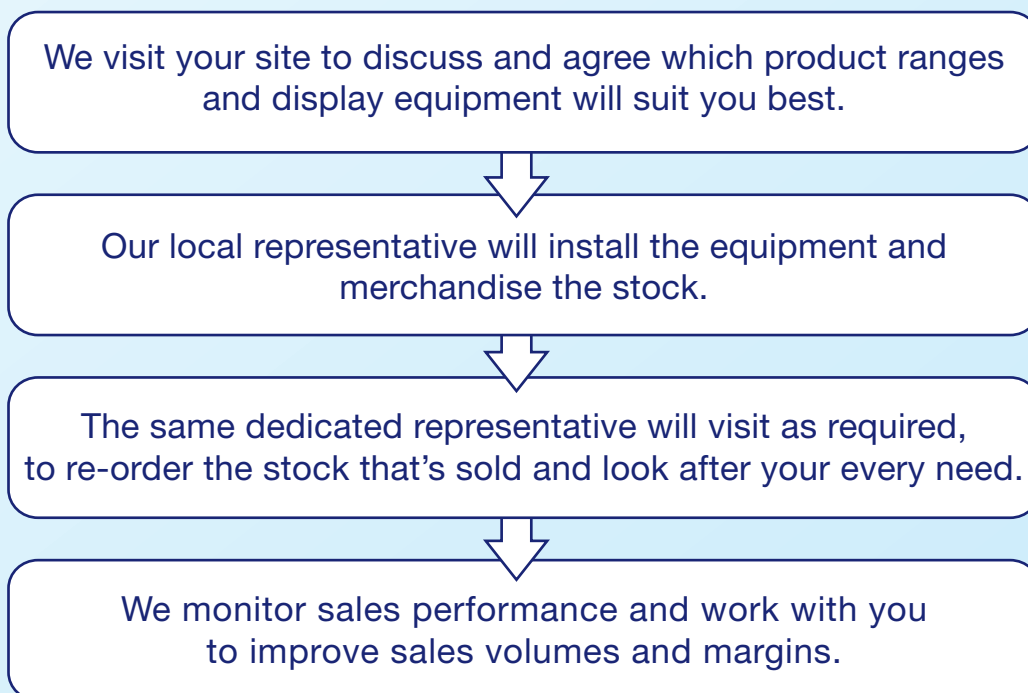 We visit your site to discuss and agree which product ranges
and display equipment will suit you best.
Our local representative will install the equipment and
merchandise the stock.
The same dedicated representative will visit as required,
to re-order the stock that's sold and look after your every need.
We monitor sales performance and work with you
to improve sales volumes and margins.